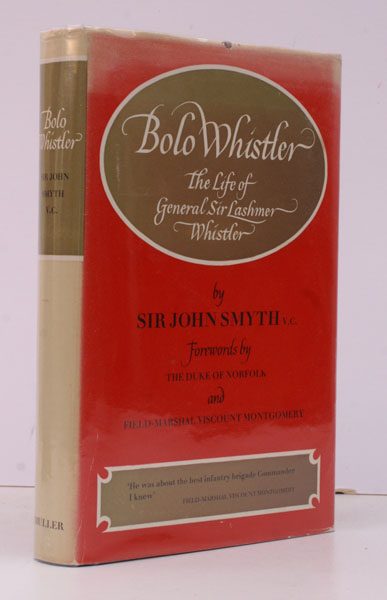 Bolo
Whistler
SIR JOHN
SMYTH
V.C.
MULLER
Bolo Whistler
The Life of
General Sir Lashmer
Whistler
by
SIR JOHN SMYTH V.C.
Forewords by
THE DUKE OF NORFOLK
and
FIELD-MARSHAL VISCOUNT MONTGOMERY
'He was about the best infantry brigade Commander
I knew'
FIELD-MARSHAL VISCOUNT MONTGOMERY